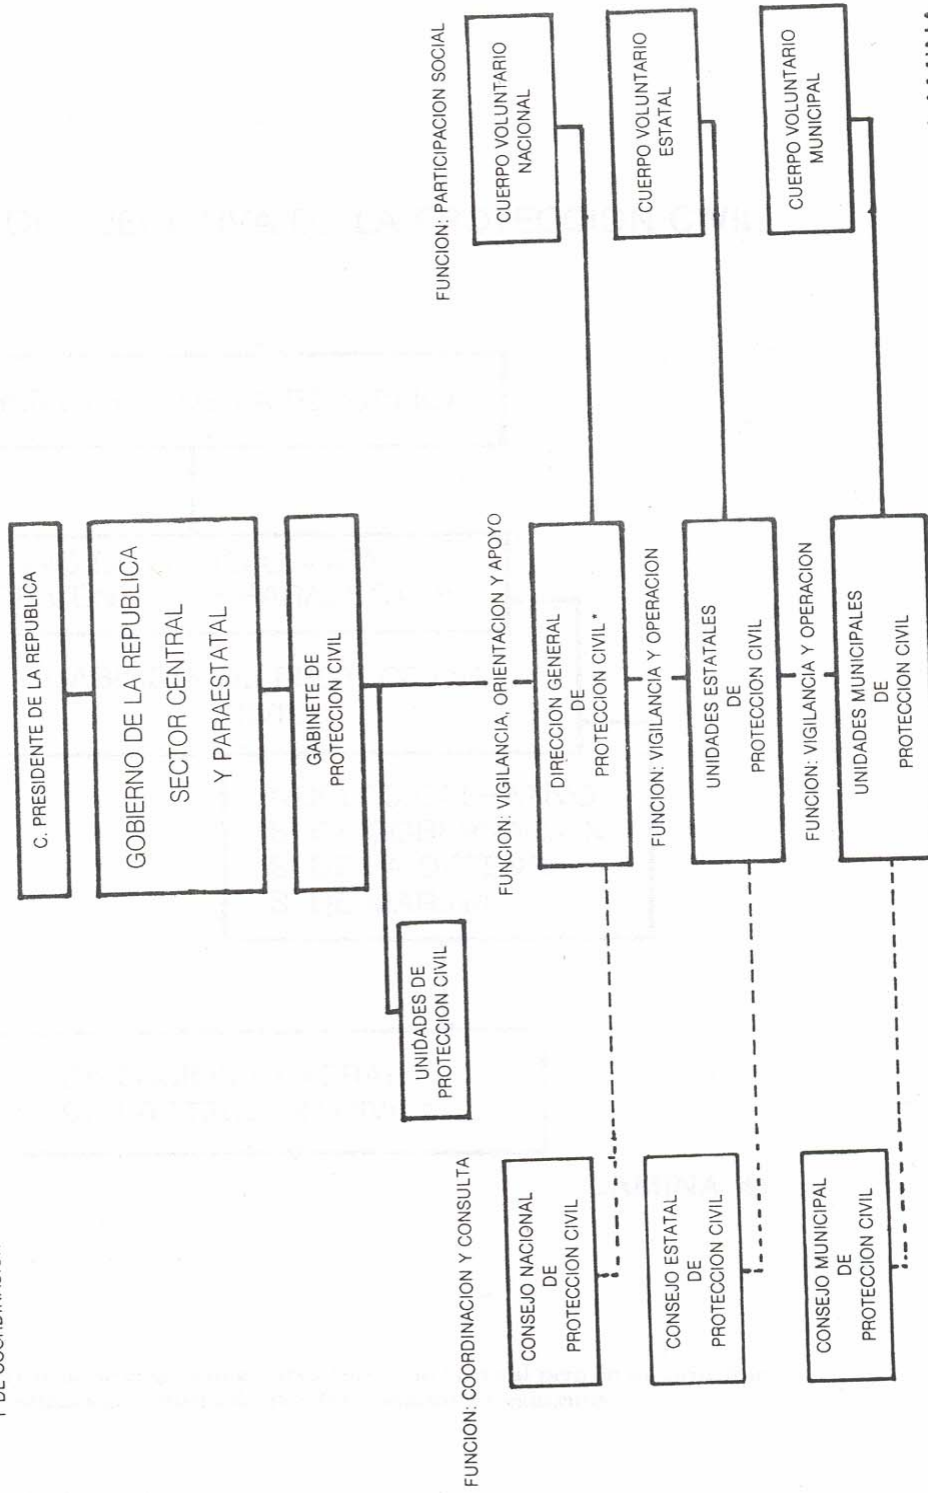 Y DE COORDINACION
C. PRESIDENTE DE LA REPUBLICA
GOBIERNO DE LA REPUBLICA
SECTOR CENTRAL
Y PARAESTATAL
GABINETE DE
PROTECCION CIVIL
UNIDADES DE
PROTECCION CIVIL
FUNCION: COORDINACION Y CONSULTA
FUNCION: VIGILANCIA, ORIENTACION Y APOYO
FUNCION: PARTICIPACION SOCIAL
CONSEJO NACIONAL
DE
PROTECCION CIVIL
DIRECCION GENERAL
DE
PROTECCION CIVIL*
CUERPO VOLUNTARIO
NACIONAL
FUNCION: VIGILANCIA Y OPERACION
CONSEJO ESTATAL
DE
PROTECCION CIVIL
UNIDADES ESTATALES
DE
PROTECCION CIVIL
CUERPO VOLUNTARIO
ESTATAL
FUNCION: VIGILANCIA Y OPERACION
CONSEJO MUNICIPAL
DE
PROTECCION CIVIL
UNIDADES MUNICIPALES
DE
PROTECCION CIVIL
CUERPO VOLUNTARIO
MUNICIPAL